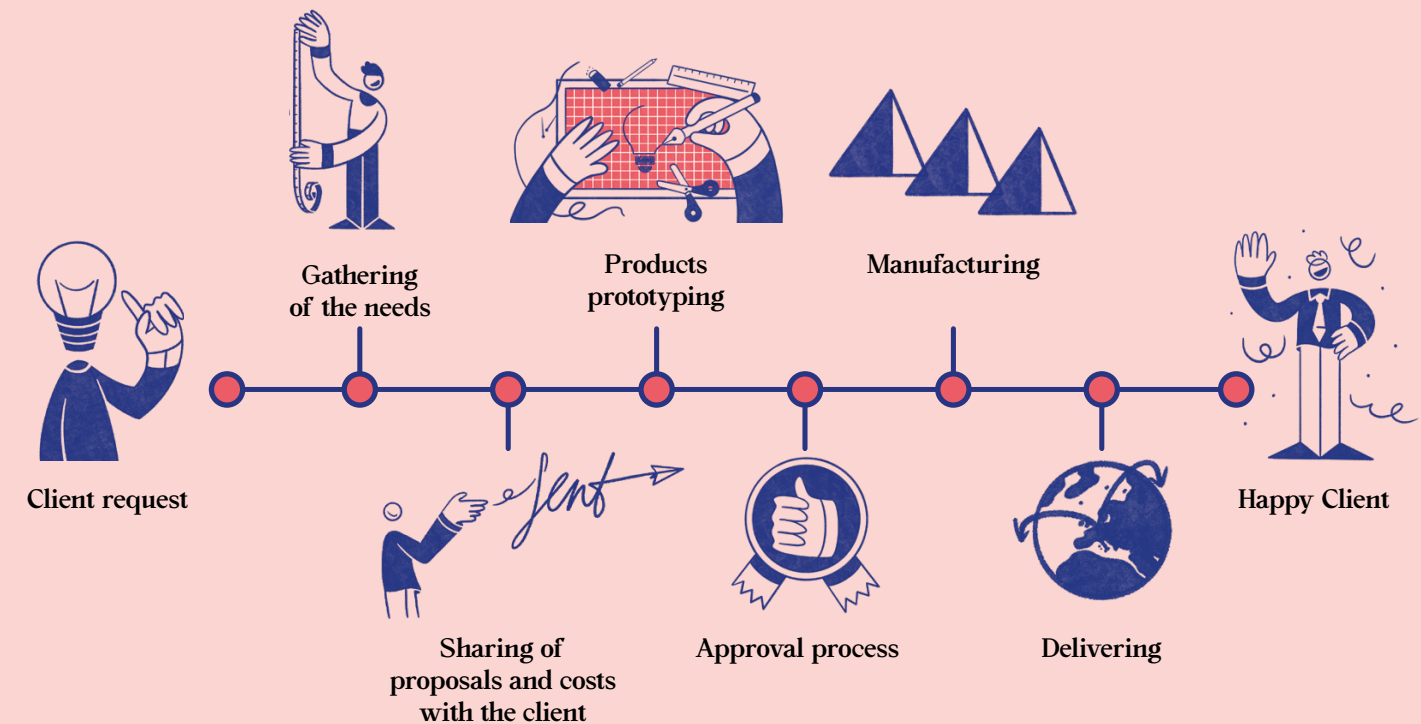 Client request
Gathering
of the needs
Sent
Sharing of
proposals and costs
with the client
Products
prototyping
Approval process
Manufacturing
Delivering
Happy Client